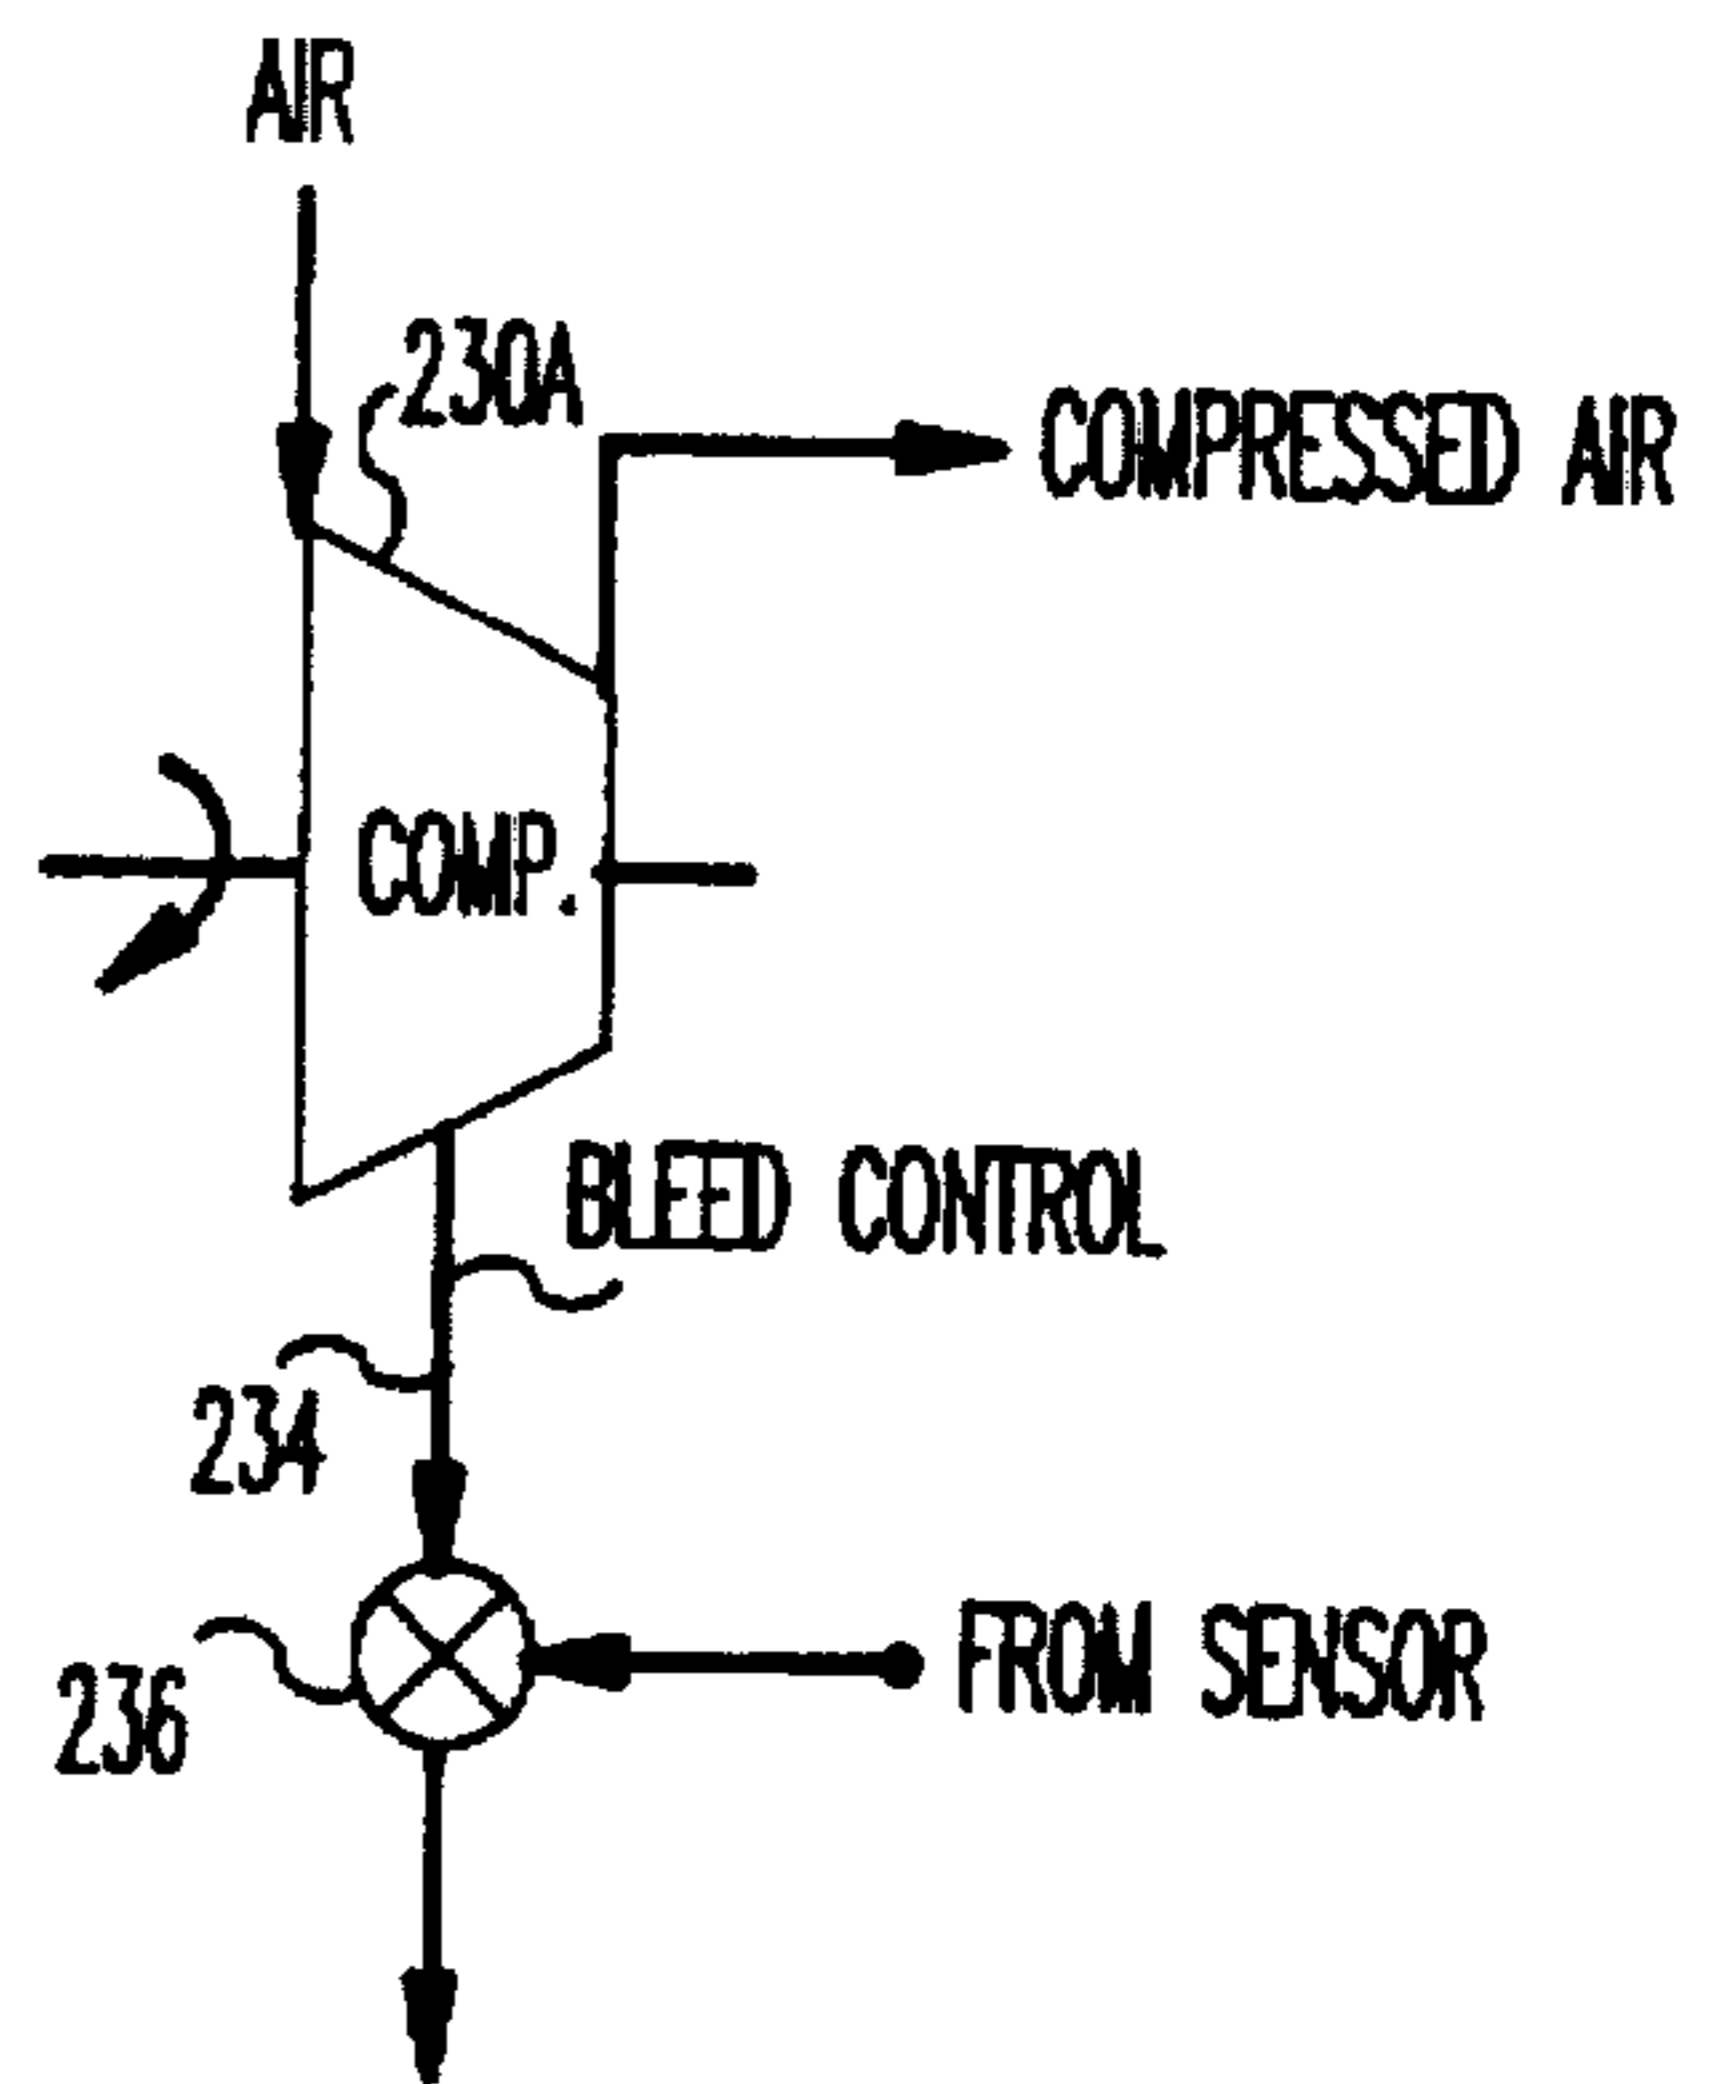 AIR
230A
COMPRESSED AIR
COMP.
BLEED CONTROL
234
FROM SENSOR
236